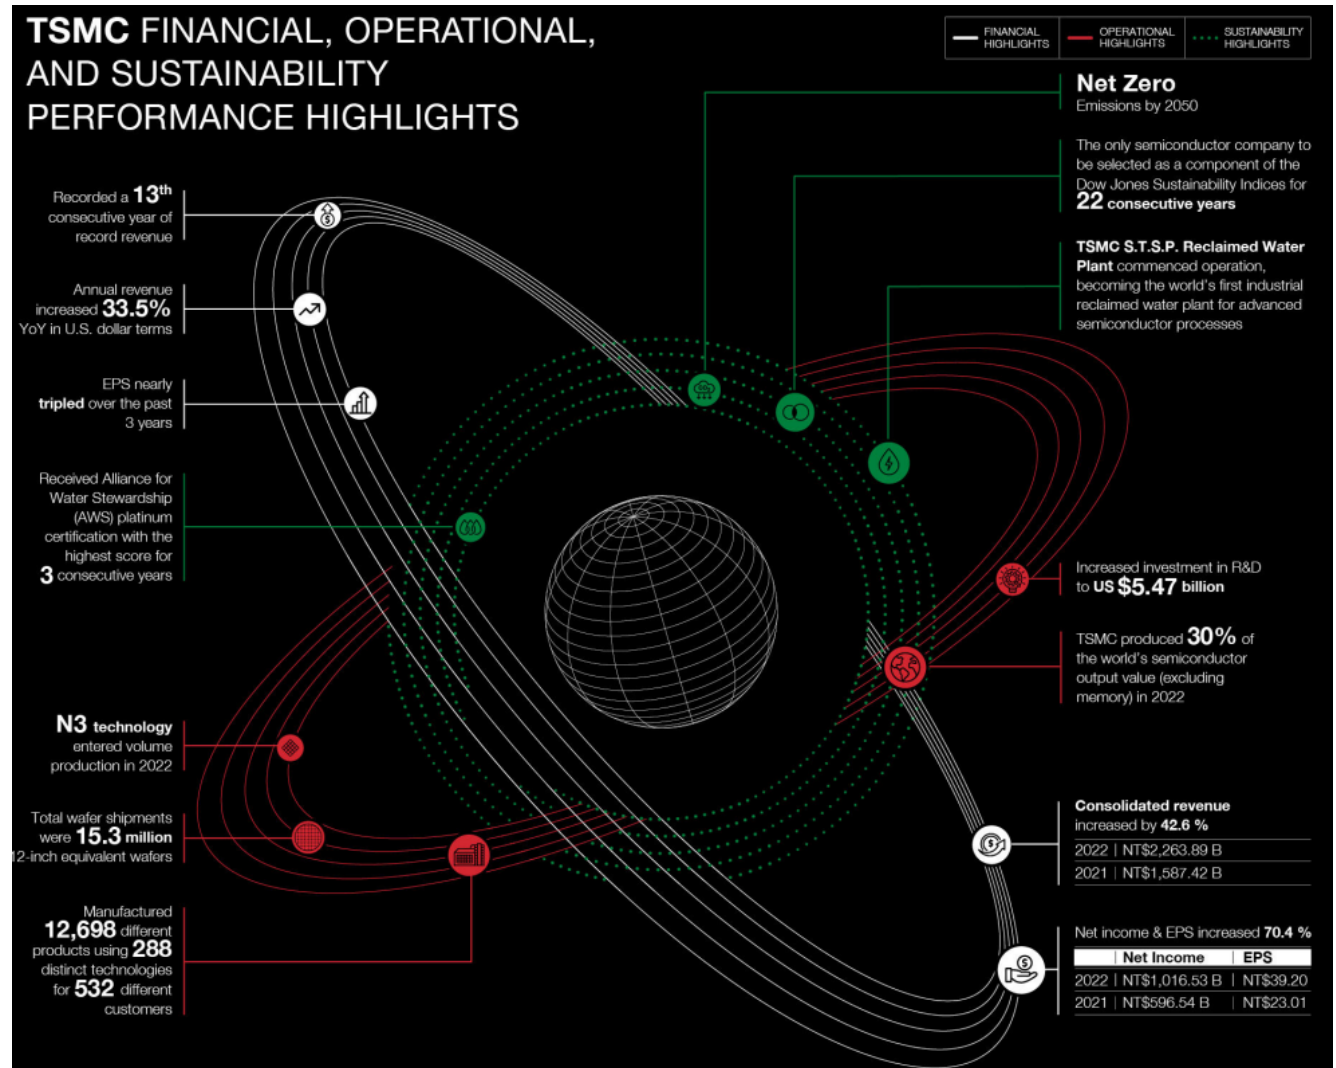 TSMC FINANCIAL, OPERATIONAL,
AND SUSTAINABILITY
PERFORMANCE HIGHLIGHTS
FINANCIAL
HIGHLIGHTS
OPERATIONAL
HIGHLIGHTS
SUSTAINABILITY
HIGHLIGHTS
Recorded a 13th
consecutive year of
record revenue
Annual revenue
increased 33.5%
YoY in U.S. dollar terms
EPS nearly
tripled over the past
3 years
Received Alliance for
Water Stewardship
(AWS) platinum
certification with the
highest score for
3 consecutive years
N3 technology
entered volume
production in 2022
Total wafer shipments
were 15.3 million
12-inch equivalent wafers
Manufactured
12,698 different
products using 288
distinct technologies
for 532 different
customers
Net Zero
Emissions by 2050
The only semiconductor company to
be selected as a component of the
Dow Jones Sustainability Indices for
22 consecutive years
TSMC S.T.S.P. Reclaimed Water
Plant commenced operation,
becoming the world's first industrial
reclaimed water plant for advanced
semiconductor processes
Increased investment in R&D
to US $5.47 billion
TSMC produced 30% of
the world's semiconductor
output value (excluding
memory) in 2022
Consolidated revenue
increased by 42.6 %
2022 | NT$2,263.89 B
2021 | NT$1,587.42 B
Net income & EPS increased 70.4 %
| Net Income | EPS
2022 | NT$1,016.53 B | NT$39.20
2021 | NT$596.54 B | NT$23.01